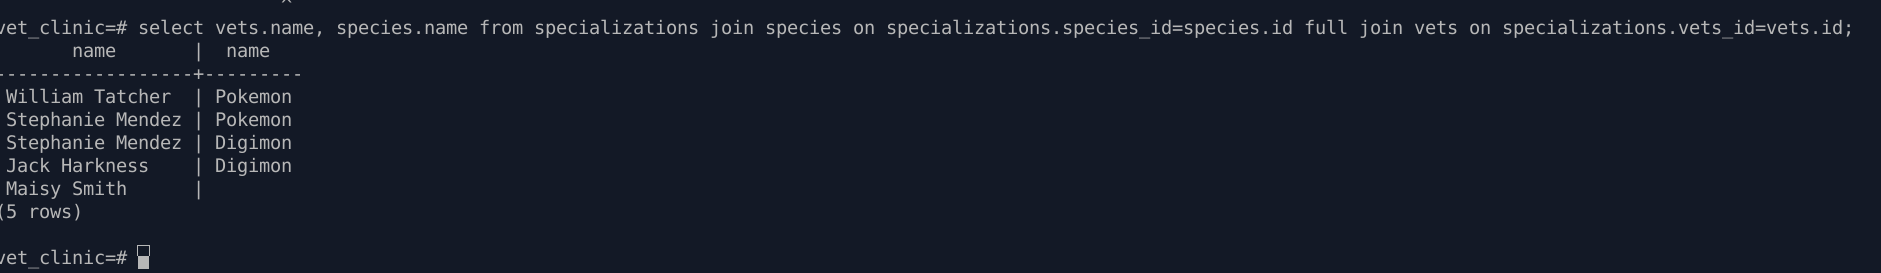 vet_clinic=# select vets.name, species.name from specializations join species on specializations.species_id=species.id full join vets on specializations.vets_id=vets.id;
name | name
------------------+---------
William Tatcher | Pokemon
Stephanie Mendez | Pokemon
Stephanie Mendez | Digimon
Jack Harkness | Digimon
Maisy Smith |
(5 rows)
vet_clinic=#